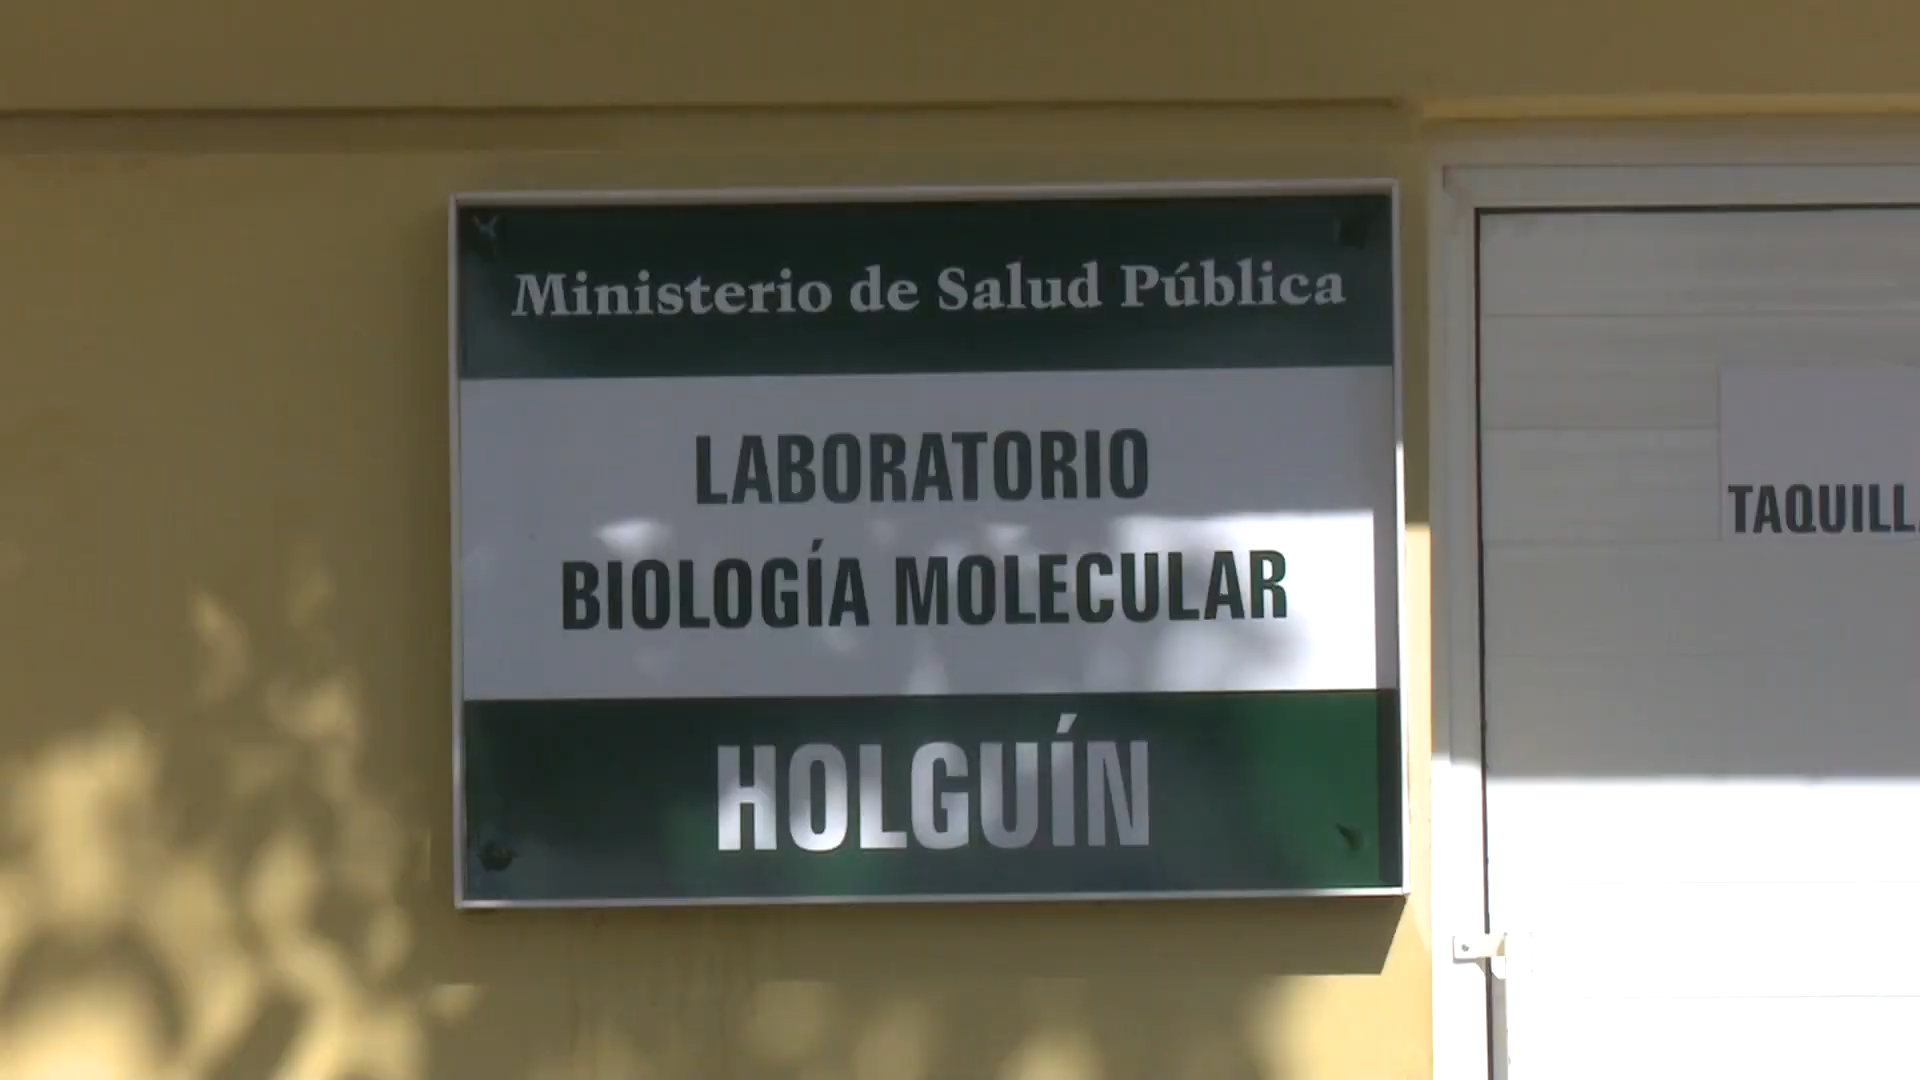 Ministerio de Salud Pública
LABORATORIO
BIOLOGÍA MOLECULAR
HOLGUÍN
TAQUILL